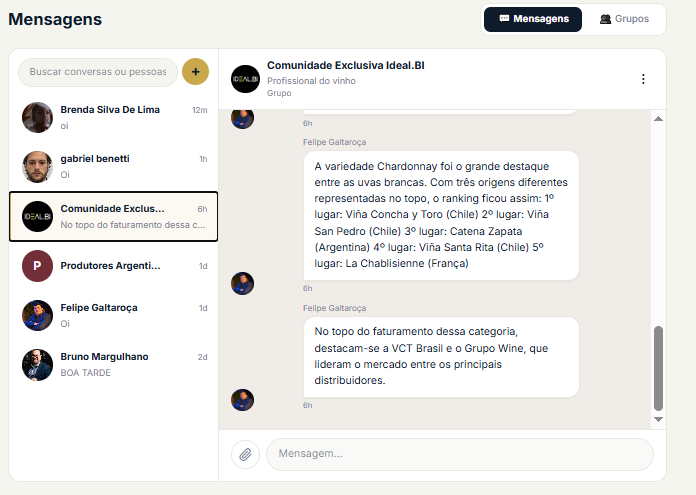 Mensagens
Mensagens
Grupos
Buscar conversas ou pessoas
+
Brenda Silva De Lima 12m
oi
gabriel benetti 1h
Oi
IDEAL.BI
Comunidade Exclus... 6h
No topo do faturamento dessa c...
P
Produtores Argenti... 1d
Felipe Galtaroça 1d
Oi
Bruno Margulhano 2d
BOA TARDE
IDEAL.BI
Comunidade Exclusiva Ideal.BI
Profissional do vinho
Grupo
6h
Felipe Galtaroça
A variedade Chardonnay foi o grande destaque
entre as uvas brancas. Com três origens diferentes
representadas no topo, o ranking ficou assim: 1º
lugar: Viña Concha y Toro (Chile) 2º lugar: Viña
San Pedro (Chile) 3º lugar: Catena Zapata
(Argentina) 4º lugar: Viña Santa Rita (Chile) 5º
lugar: La Chablisienne (França)
6h
Felipe Galtaroça
No topo do faturamento dessa categoria,
destacam-se a VCT Brasil e o Grupo Wine, que
lideram o mercado entre os principais
distribuidores.
6h
Mensagem...